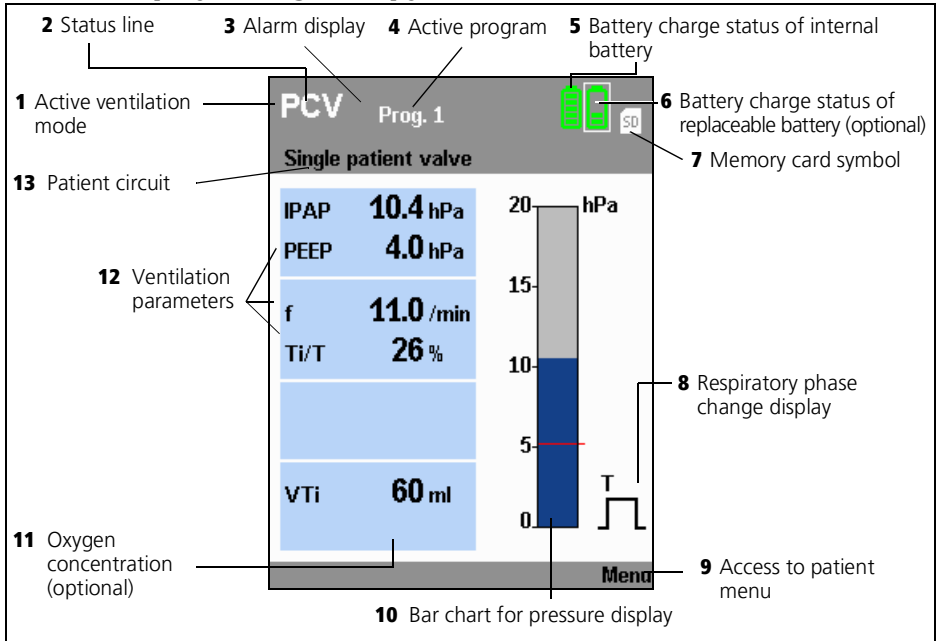 2 Status line
3 Alarm display
4 Active program
5 Battery charge status of internal
battery
1 Active ventilation
mode
PCV
Prog. 1
SD
6 Battery charge status of
replaceable battery (optional)
7 Memory card symbol
Single patient valve
13 Patient circuit
IPAP 10.4 hPa
PEEP 4.0 hPa
12 Ventilation
parameters
f 11.0 /min
Ti/T 26 %
VTi 60 ml
20 hPa
15
10
5
0
8 Respiratory phase
change display
T
11 Oxygen
concentration
(optional)
Menu
9 Access to patient
menu
10 Bar chart for pressure display